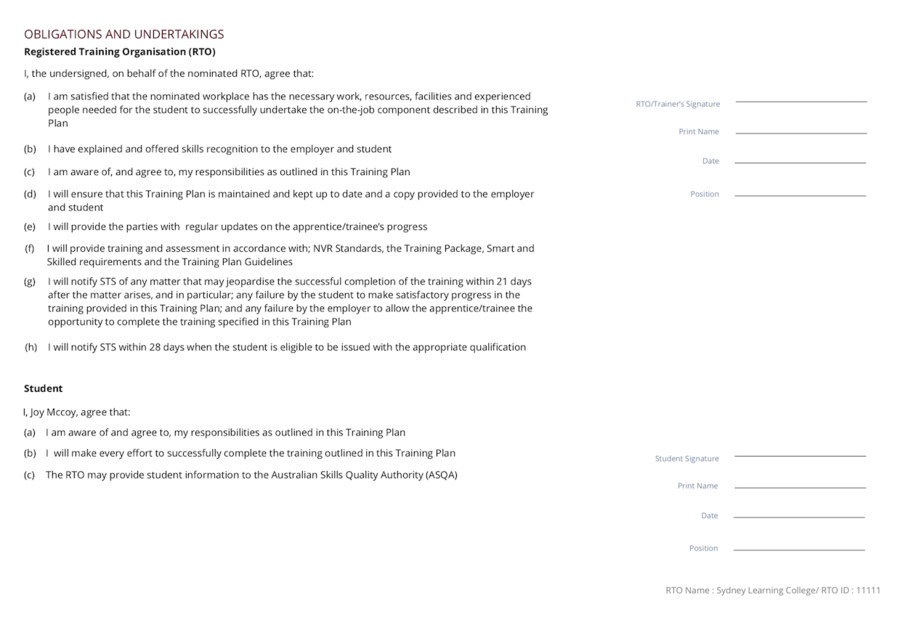 OBLIGATIONS AND UNDERTAKINGS
Registered Training Organisation (RTO)
I, the undersigned, on behalf of the nominated RTO, agree that:
(a) I am satisfied that the nominated workplace has the necessary work, resources, facilities and experienced
people needed for the student to successfully undertake the on-the-job component described in this Training
Plan
(b) I have explained and offered skills recognition to the employer and student
(c) I am aware of, and agree to, my responsibilities as outlined in this Training Plan
(d) I will ensure that this Training Plan is maintained and kept up to date and a copy provided to the employer
and student
(e) I will provide the parties with regular updates on the apprentice/trainee's progress
(f) I will provide training and assessment in accordance with; NVR Standards, the Training Package, Smart and
Skilled requirements and the Training Plan Guidelines
(g) I will notify STS of any matter that may jeopardise the successful completion of the training within 21 days
after the matter arises, and in particular; any failure by the student to make satisfactory progress in the
training provided in this Training Plan; and any failure by the employer to allow the apprentice/trainee the
opportunity to complete the training specified in this Training Plan
(h) I will notify STS within 28 days when the student is eligible to be issued with the appropriate qualification
RTO/Trainer's Signature
Print Name
Date
Position
Student
I, Joy Mccoy, agree that:
(a) I am aware of and agree to, my responsibilities as outlined in this Training Plan
(b) I will make every effort to successfully complete the training outlined in this Training Plan
(c) The RTO may provide student information to the Australian Skills Quality Authority (ASQA)
Student Signature
Print Name
Date
Position
RTO Name : Sydney Learning College/ RTO ID : 11111